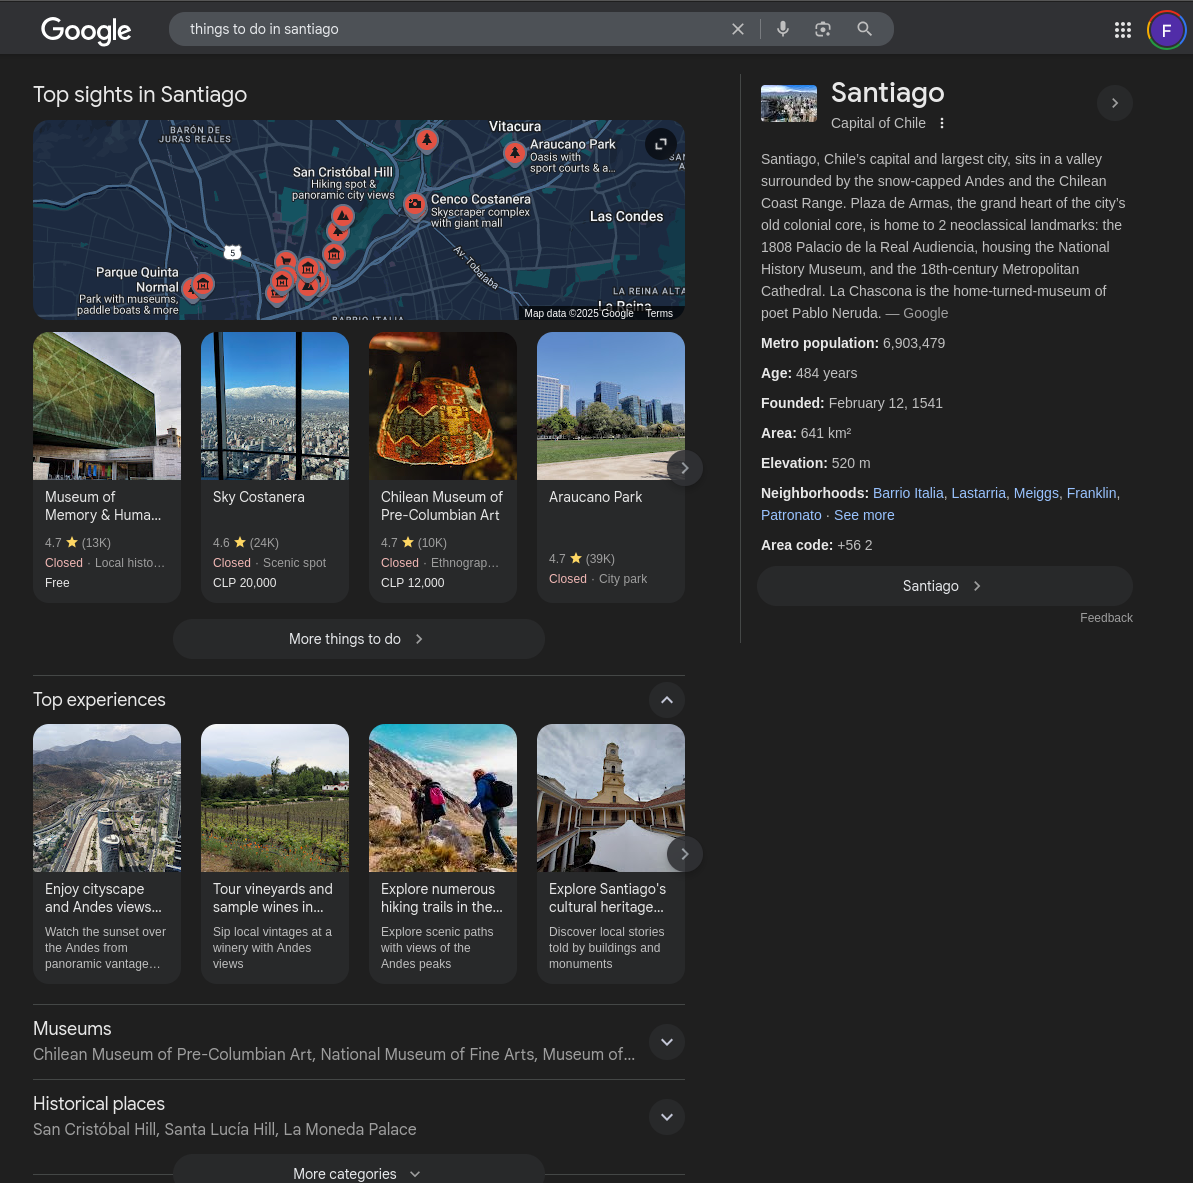 Google
things to do in santiago
F
Top sights in Santiago
BARÓN DE
JURAS REALES
Vitacura
Araucano Park
Oasis with
sport courts & a...
San Cristóbal Hill
Hiking spot &
panoramic city views
Cenco Costanera
Skyscraper complex
with giant mall
Las Condes
5
Av. Tobalaba
Parque Quinta
Normal
Park with museums,
paddle boats & more
LA REINA ALTA
La Reina
BARRIO ITALIA
Map data ©2025 Google Terms
Museum of
Memory & Huma...
4.7 (13K)
Closed · Local histo...
Free
Sky Costanera
4.6 (24K)
Closed · Scenic spot
CLP 20,000
Chilean Museum of
Pre-Columbian Art
4.7 (10K)
Closed · Ethnograp...
CLP 12,000
Araucano Park
4.7 (39K)
Closed · City park
More things to do
Top experiences
Enjoy cityscape
and Andes views...
Watch the sunset over
the Andes from
panoramic vantage...
Tour vineyards and
sample wines in...
Sip local vintages at a
winery with Andes
views
Explore numerous
hiking trails in the...
Explore scenic paths
with views of the
Andes peaks
Explore Santiago's
cultural heritage...
Discover local stories
told by buildings and
monuments
Museums
Chilean Museum of Pre-Columbian Art, National Museum of Fine Arts, Museum of...
Historical places
San Cristóbal Hill, Santa Lucía Hill, La Moneda Palace
More categories
Santiago
Capital of Chile
Santiago, Chile's capital and largest city, sits in a valley
surrounded by the snow-capped Andes and the Chilean
Coast Range. Plaza de Armas, the grand heart of the city's
old colonial core, is home to 2 neoclassical landmarks: the
1808 Palacio de la Real Audiencia, housing the National
History Museum, and the 18th-century Metropolitan
Cathedral. La Chascona is the home-turned-museum of
poet Pablo Neruda. — Google
Metro population: 6,903,479
Age: 484 years
Founded: February 12, 1541
Area: 641 km²
Elevation: 520 m
Neighborhoods: Barrio Italia, Lastarria, Meiggs, Franklin,
Patronato · See more
Area code: +56 2
Santiago
Feedback